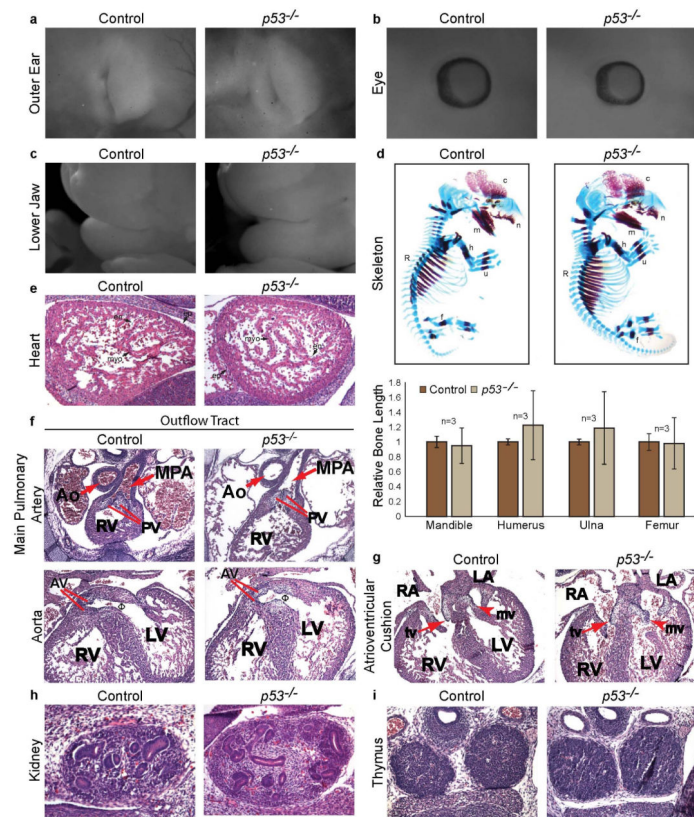 a Control p53–/–
Outer Ear
b Control p53–/–
Eye
c Control p53–/–
Lower Jaw
d Control p53–/–
Skeleton
c
n
m
h
u
R
f
c
n
m
h
u
R
f
e Control p53–/–
Heart
en
ep
myo
myo
en
ep
Relative Bone Length
1.8
1.6
1.4
1.2
1
0.8
0.6
0.4
0.2
0
Control p53–/–
n=3 n=3 n=3 n=3
Mandible Humerus Ulna Femur
f Outflow Tract
Control p53–/–
Main Pulmonary
Artery
Ao MPA
RV PV
Ao MPA
RV PV
Aorta
AV
Φ
RV LV
AV
Φ
RV LV
g Control p53–/–
Atrioventricular
Cushion
RA LA
tv mv
RV LV
RA LA
tv mv
RV LV
h Control p53–/–
Kidney
i Control p53–/–
Thymus